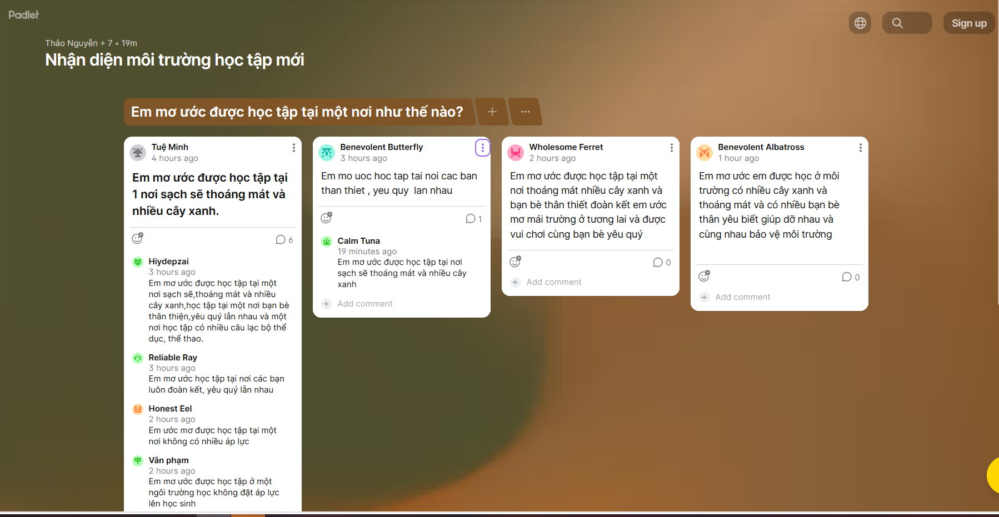 Padlet
Sign up
Thảo Nguyễn + 7 • 19m
Nhận diện môi trường học tập mới
Em mơ ước được học tập tại một nơi như thế nào?
Tuệ Minh
4 hours ago
Em mơ ước được học tập tại
1 nơi sạch sẽ thoáng mát và
nhiều cây xanh.
6
Hiydepzai
3 hours ago
Em mơ ước được học tập tại một
nơi sạch sẽ,thoáng mát và nhiều
cây xanh,học tập tại một nơi bạn bè
thân thiện,yêu quý lẫn nhau và một
nơi học tập có nhiều câu lạc bộ thể
dục, thể thao.
Reliable Ray
3 hours ago
Em mơ ước học tập tại nơi các bạn
luôn đoàn kết, yêu quý lẫn nhau
Honest Eel
2 hours ago
Em ước mơ được học tập tại một
nơi không có nhiều áp lực
Vân phạm
2 hours ago
Em mơ ước được học tập ở một
ngôi trường học không đặt áp lực
lên học sinh
Benevolent Butterfly
3 hours ago
Em mo uoc hoc tap tai noi cac ban
than thiet , yeu quy  lan nhau
1
Calm Tuna
19 minutes ago
Em mơ ước được học tập tại nơi
sạch sẽ thoáng mát và nhiều cây
xanh
Add comment
Wholesome Ferret
2 hours ago
Em mơ ước được học tập tại một
nơi thoáng mát nhiều cây xanh và
bạn bè thân thiết đoàn kết em ước
mơ mái trường ở tương lai và được
vui chơi cùng bạn bè yêu quý
0
Add comment
Benevolent Albatross
1 hour ago
Em mơ ước em được học ở môi
trường có nhiều cây xanh và
thoáng mát và có nhiều bạn bè
thân yêu biết giúp dỡ nhau và
cùng nhau bảo vệ môi trường
0
Add comment